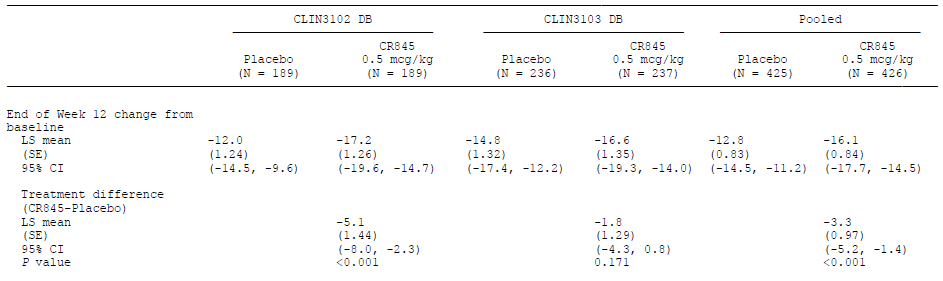 CLIN3102 DB CLIN3103 DB Pooled
CR845 CR845 CR845
Placebo 0.5 mcg/kg Placebo 0.5 mcg/kg Placebo 0.5 mcg/kg
(N = 189) (N = 189) (N = 236) (N = 237) (N = 425) (N = 426)
End of Week 12 change from
baseline
LS mean -12.0 -17.2 -14.8 -16.6 -12.8 -16.1
(SE) (1.24) (1.26) (1.32) (1.35) (0.83) (0.84)
95% CI (-14.5, -9.6) (-19.6, -14.7) (-17.4, -12.2) (-19.3, -14.0) (-14.5, -11.2) (-17.7, -14.5)
Treatment difference
(CR845-Placebo)
LS mean -5.1 -1.8 -3.3
(SE) (1.44) (1.29) (0.97)
95% CI (-8.0, -2.3) (-4.3, 0.8) (-5.2, -1.4)
P value <0.001 0.171 <0.001